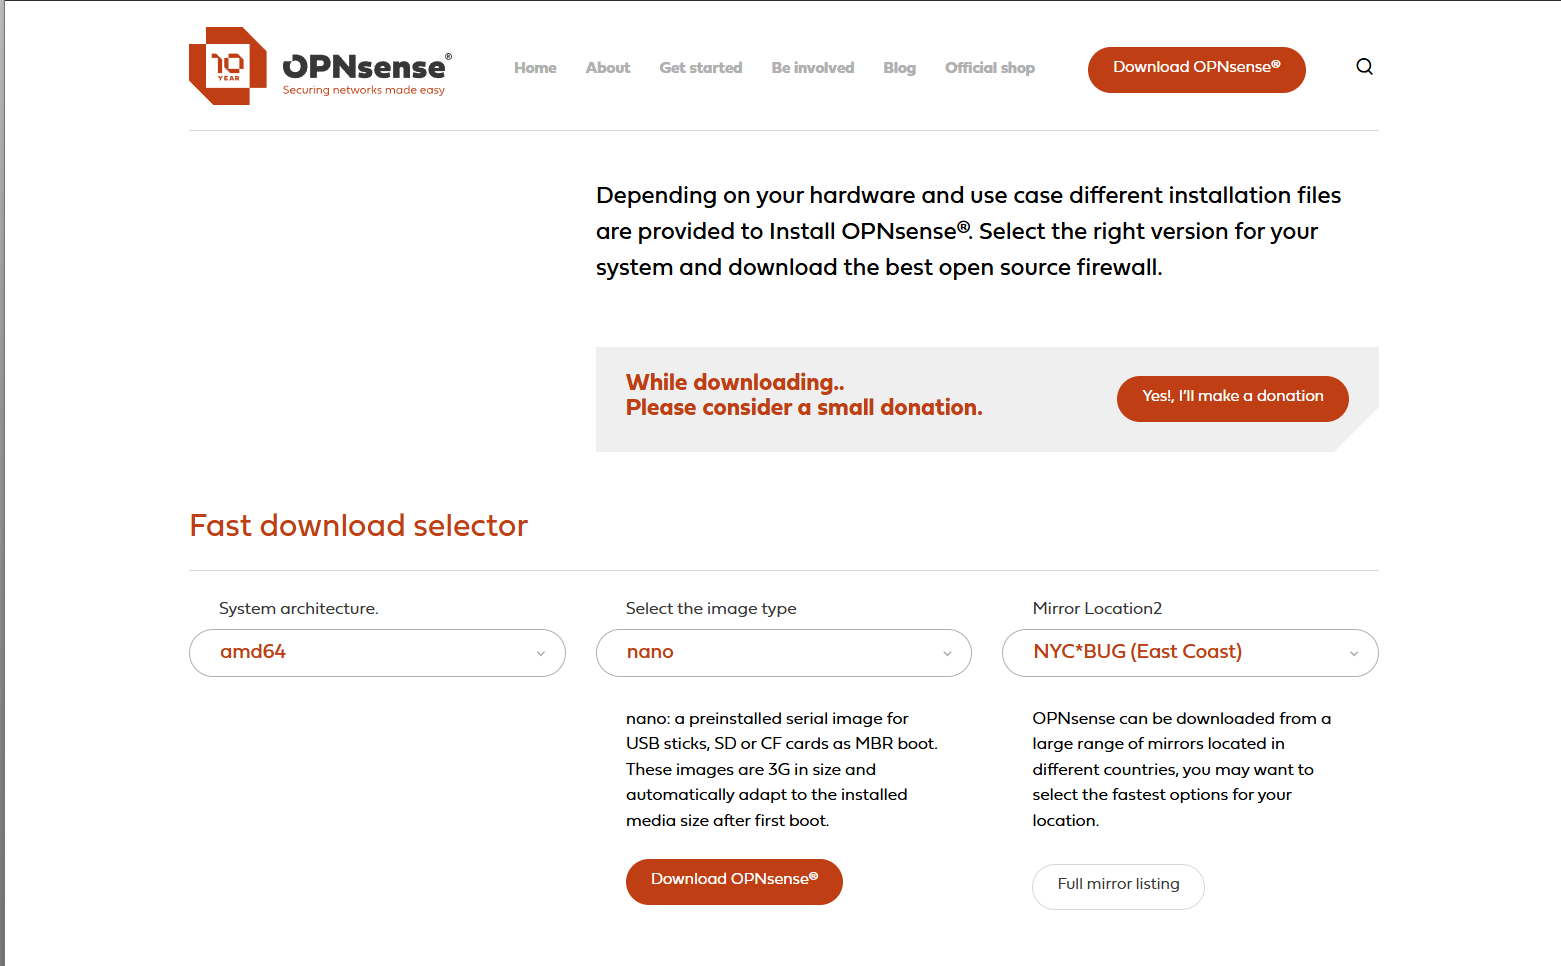 10
YEAR
OPNsense®
Securing networks made easy
Home About Get started Be involved Blog Official shop
Download OPNsense®
Depending on your hardware and use case different installation files
are provided to Install OPNsense®. Select the right version for your
system and download the best open source firewall.
While downloading..
Please consider a small donation.
Yes!, I'll make a donation
Fast download selector
System architecture.
amd64
Select the image type
nano
nano: a preinstalled serial image for
USB sticks, SD or CF cards as MBR boot.
These images are 3G in size and
automatically adapt to the installed
media size after first boot.
Download OPNsense®
Mirror Location2
NYC*BUG (East Coast)
OPNsense can be downloaded from a
large range of mirrors located in
different countries, you may want to
select the fastest options for your
location.
Full mirror listing